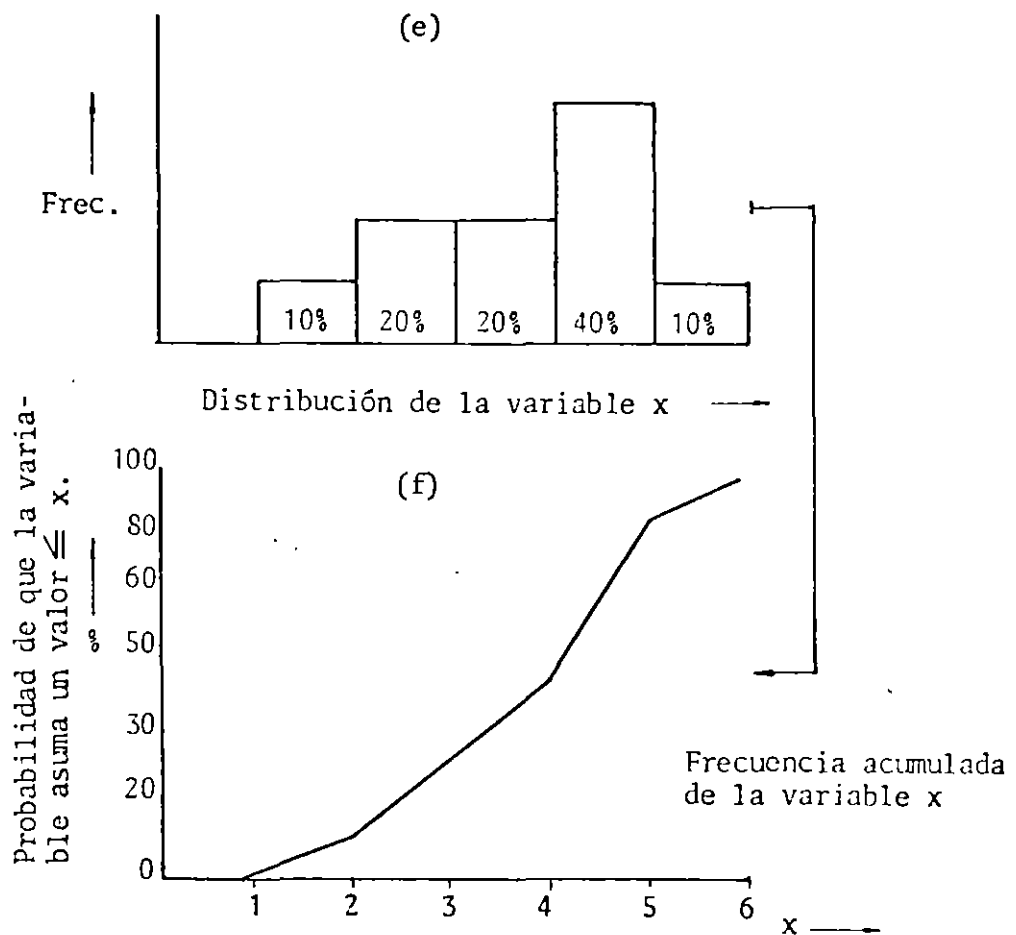 (e)
Frec.
10% 20% 20% 40% 10%
Distribución de la variable x
Probabilidad de que la varia-
ble asuma un valor ≦ x.
%
(f)
100
80
60
50
30
20
0
1 2 3 4 5 6
x
Frecuencia acumulada
de la variable x